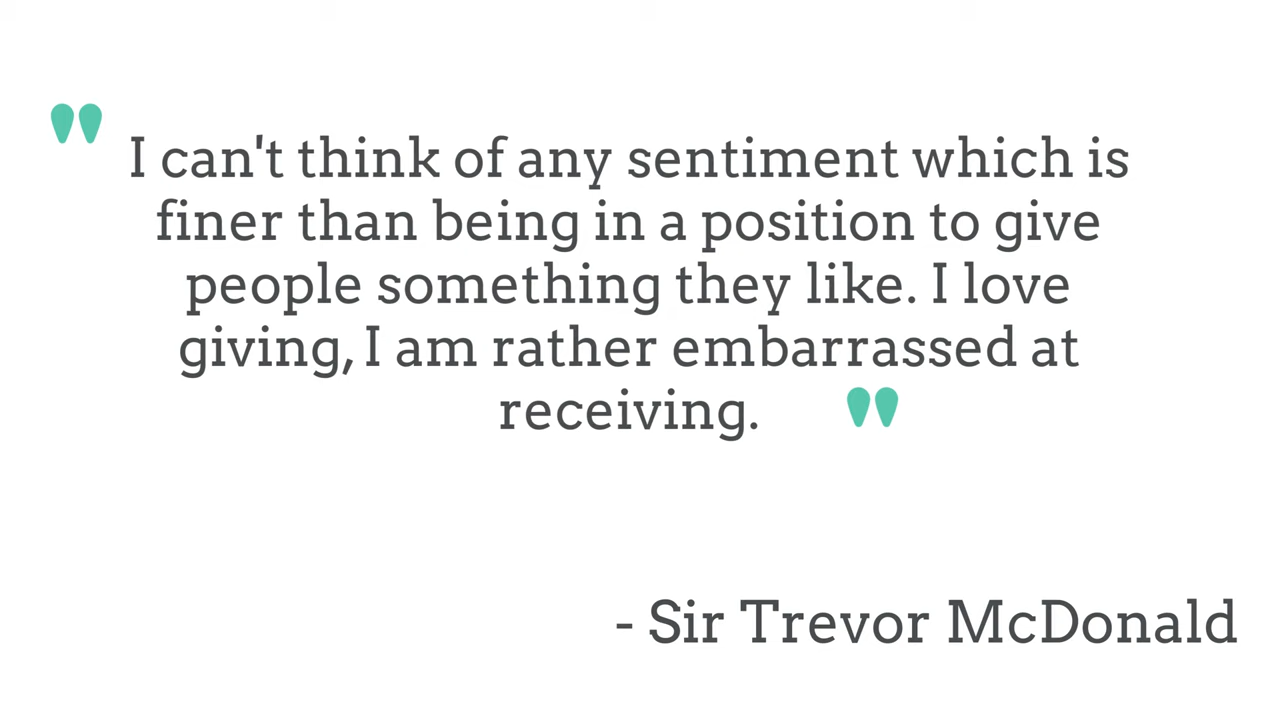 "I can't think of any sentiment which is
finer than being in a position to give
people something they like. I love
giving, I am rather embarrassed at
receiving. "
- Sir Trevor McDonald